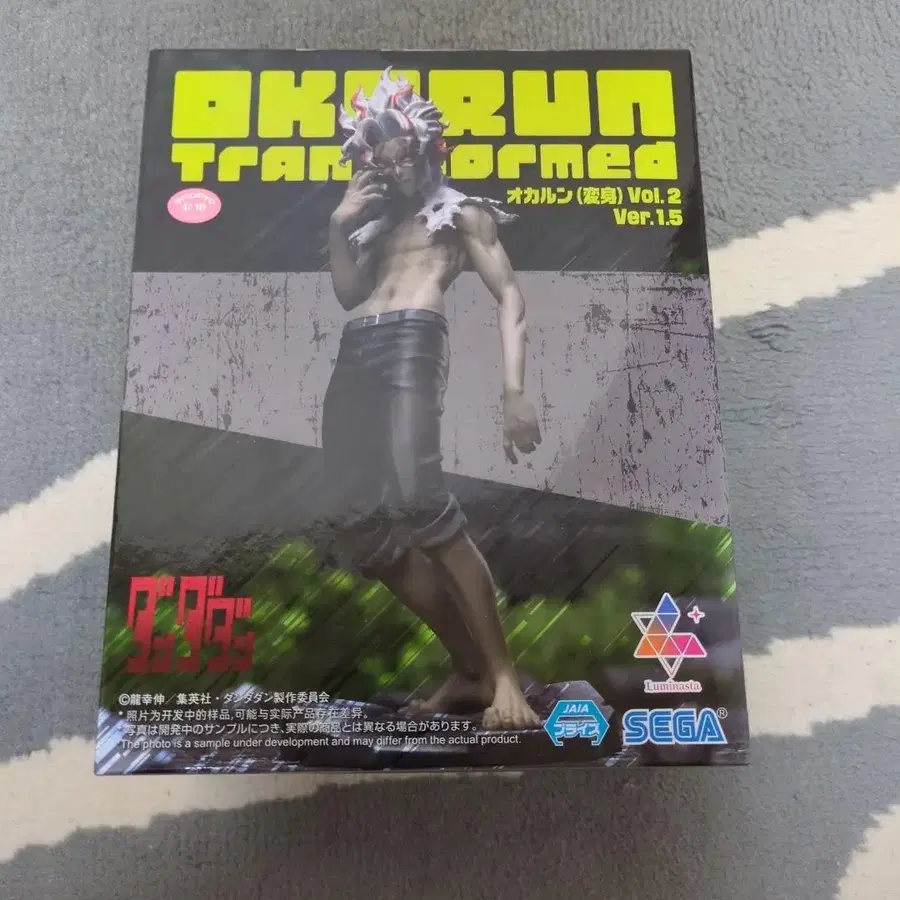 OKARUN
Transformed
オカルン(変身) Vol.2
Ver.1.5
ダンダダン
©龍幸伸／集英社・ダンダダン製作委員会
*照片为开发中的样品,可能与实际产品存在差异。
*写真は開発中のサンプルにつき、実際の商品とは異なる場合があります。
The photo is a sample under development and may differ from the actual product.
Luminasta
JAIA
プライズ
SEGA®